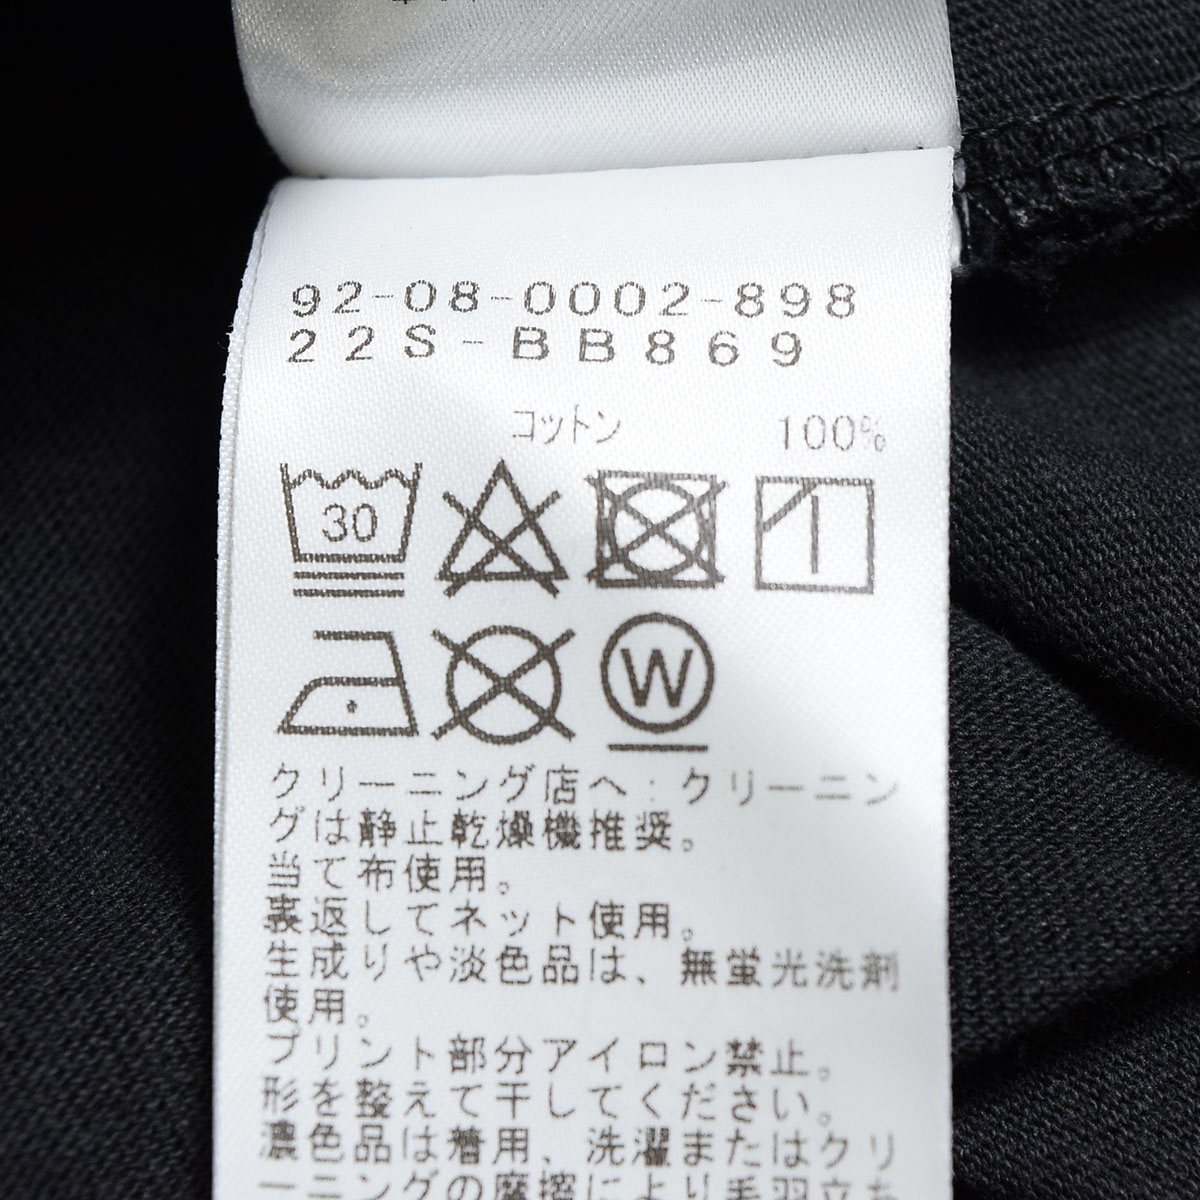 92-08-0002-898
22S-BB869
コットン 100%
30
W
クリーニング店へ:クリーニン
グは静止乾燥機推奨。
当て布使用。
裏返してネット使用。
生成りや淡色品は、無蛍光洗剤
使用。
プリント部分アイロン禁止。
形を整えて干してください。
濃色品は着用、洗濯またはクリ
ーニングの摩擦により毛羽立ち